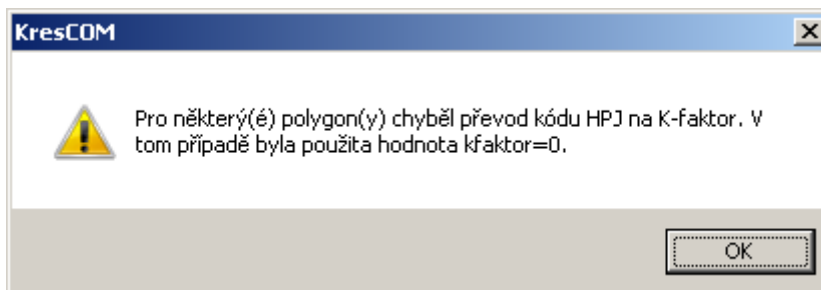 KresCOM
Pro některý(é) polygon(y) chyběl převod kódu HPJ na K-faktor. V
tom případě byla použita hodnota kfaktor=0.
OK